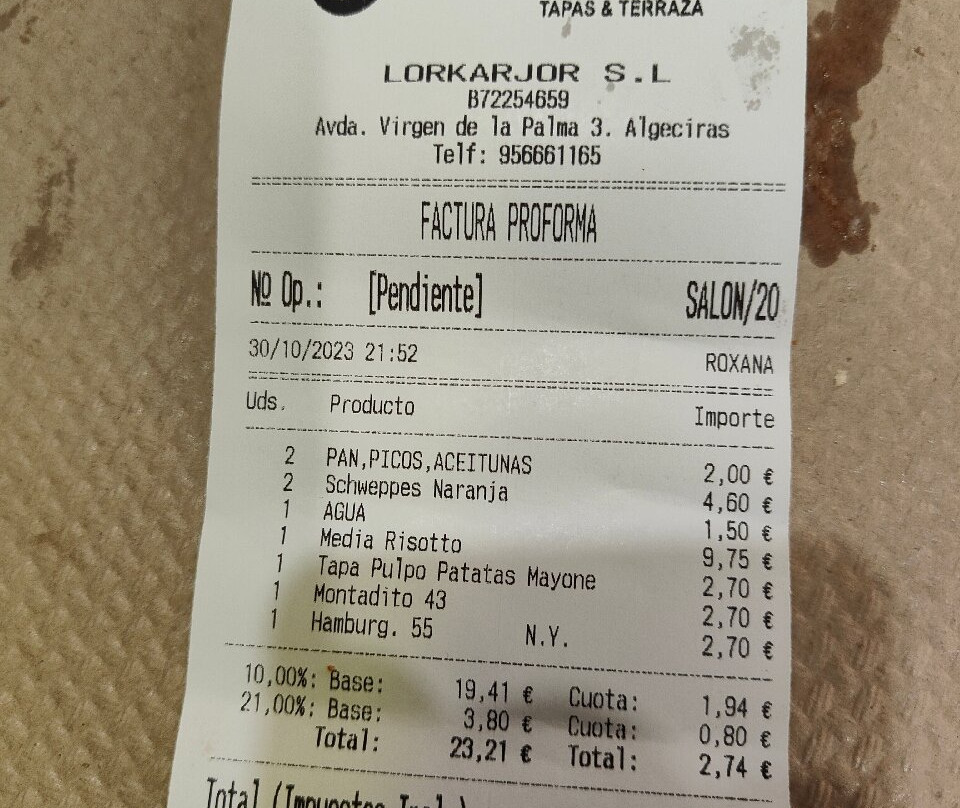 TAPAS & TERRAZA
LORKARJOR S.L
B72254659
Avda. Virgen de la Palma 3. Algeciras
Telf: 956661165
FACTURA PROFORMA
Nº Op.: [Pendiente] SALON/20
30/10/2023 21:52 ROXANA
Uds. Producto Importe
2 PAN,PICOS,ACEITUNAS 2,00 €
2 Schweppes Naranja 4,60 €
1 AGUA 1,50 €
1 Media Risotto 9,75 €
1 Tapa Pulpo Patatas Mayone 2,70 €
1 Montadito 43 2,70 €
1 Hamburg. 55 N.Y. 2,70 €
10,00%: Base: 19,41 € Cuota: 1,94 €
21,00%: Base: 3,80 € Cuota: 0,80 €
Total: 23,21 € Total: 2,74 €
Total (Impuestos Incl.)